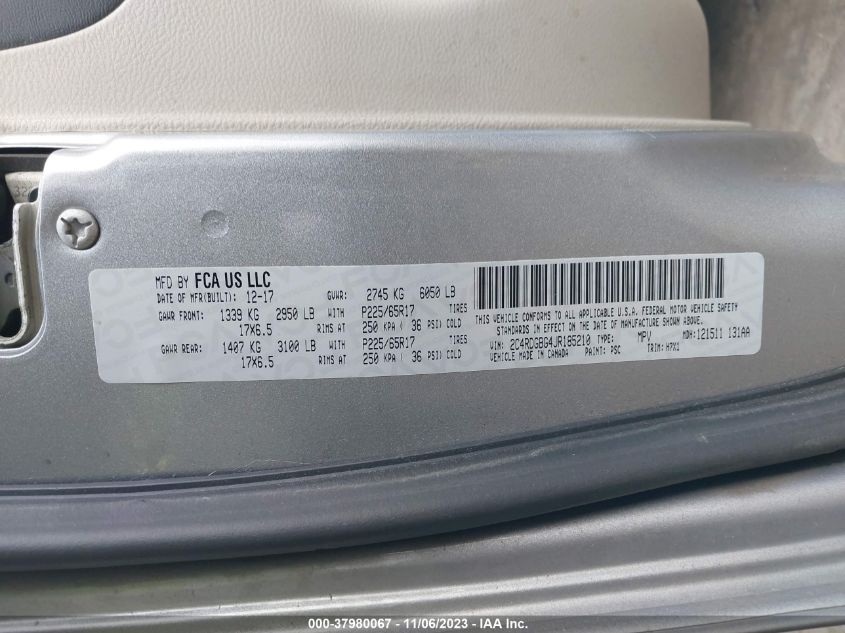 MFD BY FCA US LLC
DATE OF MFR(BUILT): 12-17 GVWR: 2745 KG 6050 LB
GAWR FRONT: 1339 KG 2950 LB WITH P225/65R17 TIRES
17X6.5 RIMS AT 250 KPA( 36 PSI) COLD
GAWR REAR: 1407 KG 3100 LB WITH P225/65R17 TIRES
17X6.5 RIMS AT 250 KPA( 36 PSI) COLD
THIS VEHICLE CONFORMS TO ALL APPLICABLE U.S.A. FEDERAL MOTOR VEHICLE SAFETY
STANDARDS IN EFFECT ON THE DATE OF MANUFACTURE SHOWN ABOVE.
VIN: 2C4RDGBG4JR185210 TYPE: MPV MDH:121511 131AA
VEHICLE MADE IN CANADA PAINT: PSC TRIM: H7X1
000-37980067 - 11/06/2023 - IAAI Inc.